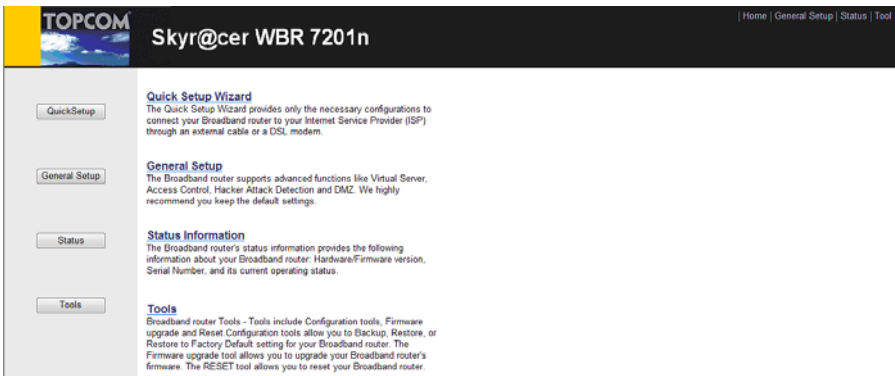 TOPCOM
Skyr@cer WBR 7201n
| Home | General Setup | Status | Tool
QuickSetup
Quick Setup Wizard
The Quick Setup Wizard provides only the necessary configurations to
connect your Broadband router to your Internet Service Provider (ISP)
through an external cable or a DSL modem.
General Setup
General Setup
The Broadband router supports advanced functions like Virtual Server,
Access Control, Hacker Attack Detection and DMZ. We highly
recommend you keep the default settings.
Status
Status Information
The Broadband router's status information provides the following
information about your Broadband router: Hardware/Firmware version,
Serial Number, and its current operating status.
Tools
Tools
Broadband router Tools - Tools include Configuration tools, Firmware
upgrade and Reset.Configuration tools allow you to Backup, Restore, or
Restore to Factory Default setting for your Broadband router. The
Firmware upgrade tool allows you to upgrade your Broadband router's
firmware. The RESET tool allows you to reset your Broadband router.